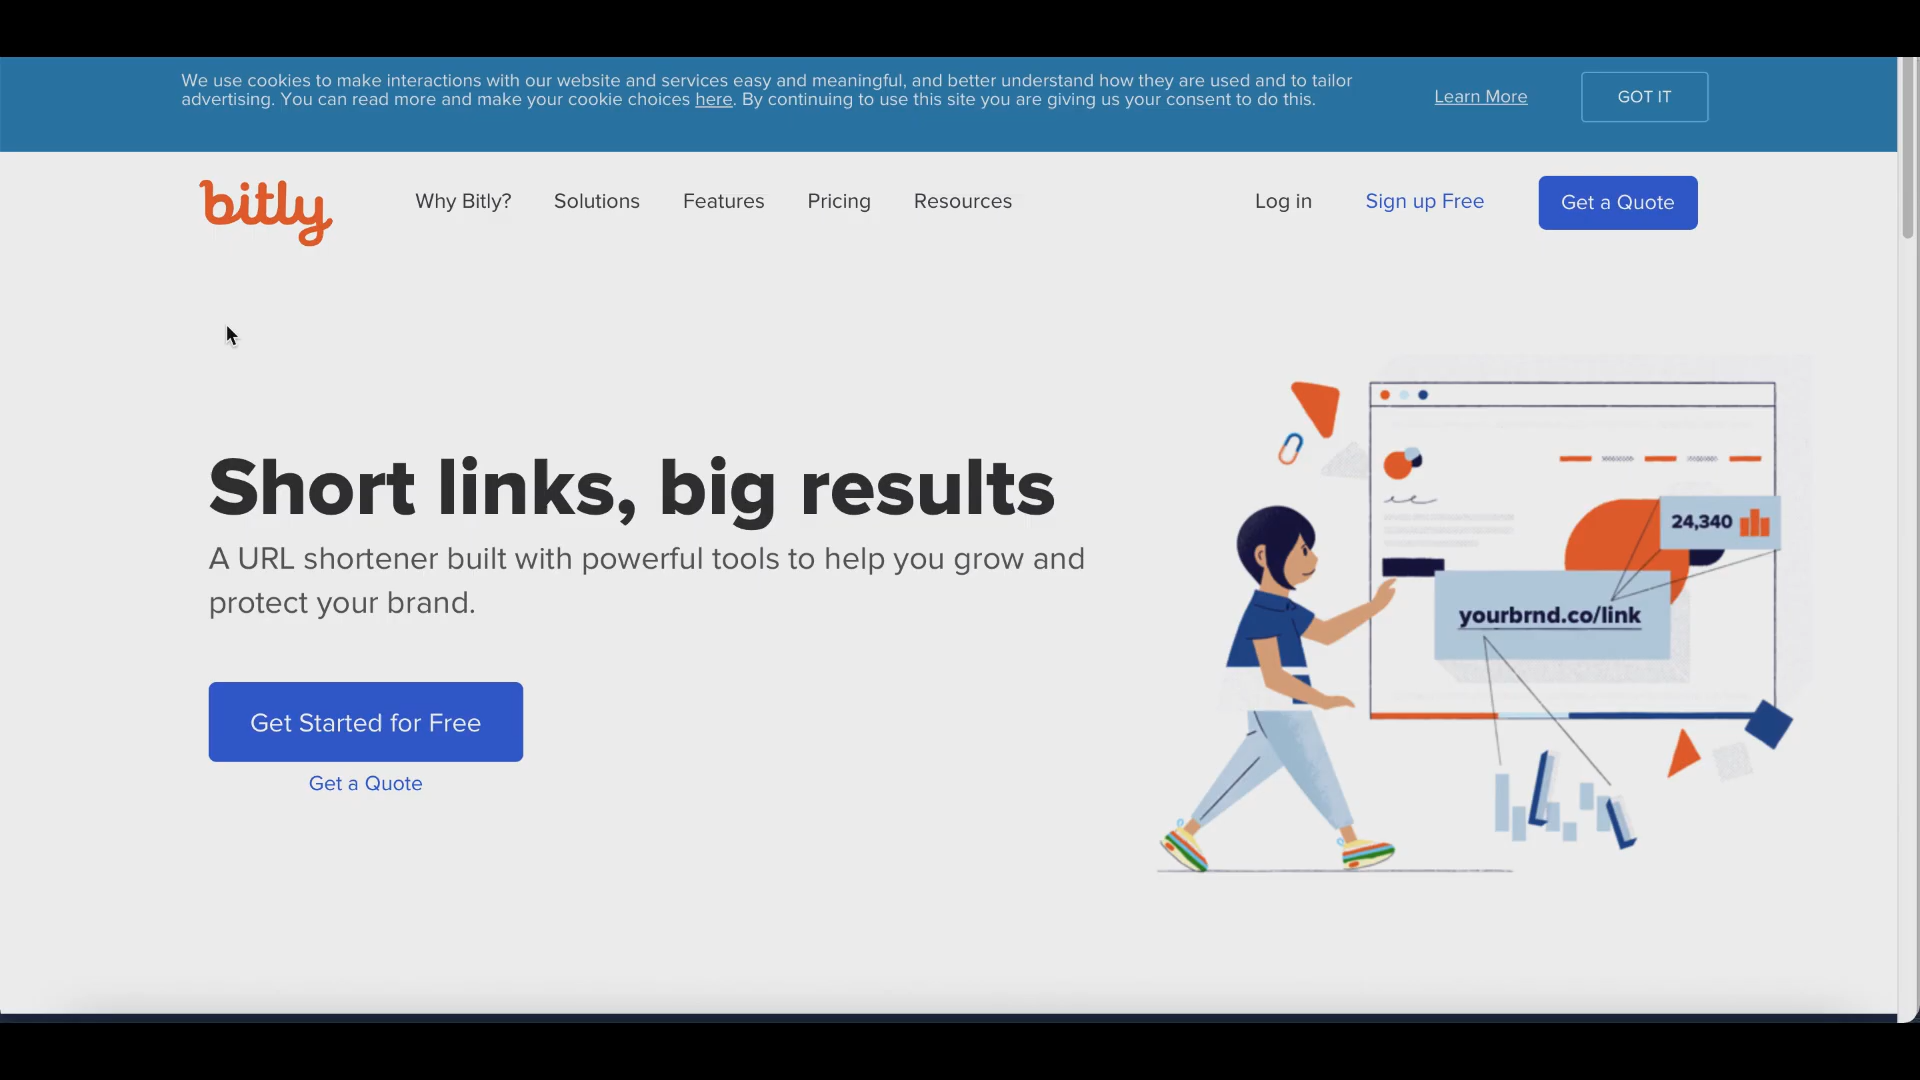 We use cookies to make interactions with our website and services easy and meaningful, and better understand how they are used and to tailor
advertising. You can read more and make your cookie choices here. By continuing to use this site you are giving us your consent to do this.
Learn More
GOT IT
bitly
Why Bitly?
Solutions
Features
Pricing
Resources
Log in
Sign up Free
Get a Quote
Short links, big results
A URL shortener built with powerful tools to help you grow and
protect your brand.
Get Started for Free
Get a Quote
24,340
yourbrnd.co/link